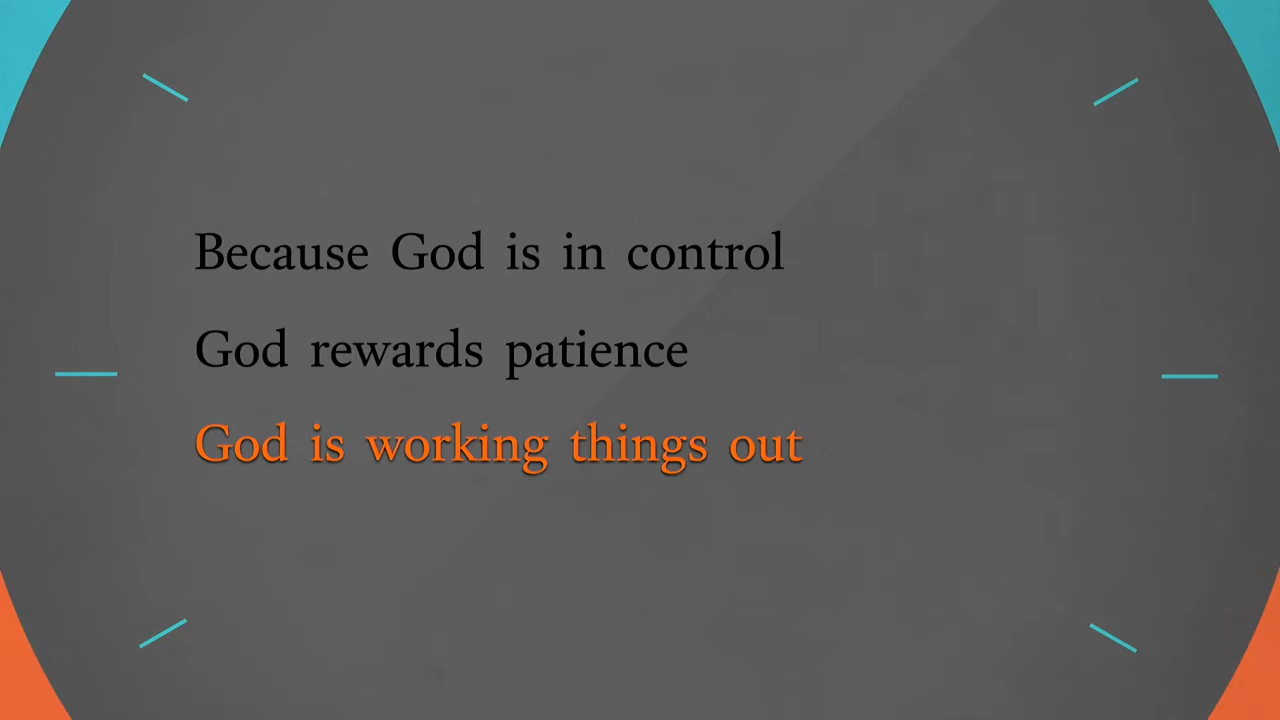 Because God is in control
God rewards patience
God is working things out